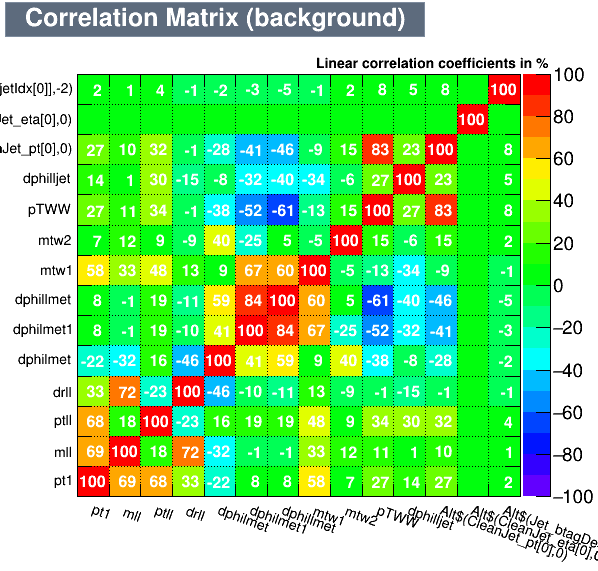 Correlation Matrix (background)
Linear correlation coefficients in %
jetIdx[0]],-2) 2 1 4 -1 -2 -3 -5 -1 2 8 5 8 100
Jet_eta[0],0) 100
nJet_pt[0],0) 27 10 32 -1 -28 -41 -46 -9 15 83 23 100 8
dphilljet 14 1 30 -15 -8 -32 -40 -34 -6 27 100 23 5
pTWW 27 11 34 -1 -38 -52 -61 -13 15 100 27 83 8
mtw2 7 12 9 -9 40 -25 5 -5 100 15 -6 15 2
mtw1 58 33 48 13 9 67 60 100 -5 -13 -34 -9 -1
dphillmet 8 -1 19 -11 59 84 100 60 5 -61 -40 -46 -5
dphilmet1 8 -1 19 -10 41 100 84 67 -25 -52 -32 -41 -3
dphilmet -22 -32 16 -46 100 41 59 9 40 -38 -8 -28 -2
drll 33 72 -23 100 -46 -10 -11 13 -9 -1 -15 -1 -1
ptll 68 18 100 -23 16 19 19 48 9 34 30 32 4
mll 69 100 18 72 -32 -1 -1 33 12 11 1 10 1
pt1 100 69 68 33 -22 8 8 58 7 27 14 27 2
pt1 mll ptll drll dphilmet dphilmet1 dphillmet mtw1 mtw2 pTWW dphilljet Alt$(CleanJet_pt[0],0) Alt$(CleanJet_eta[0],0 Alt$(Jet_btagDe
100
80
60
40
20
0
−20
−40
−60
−80
−100